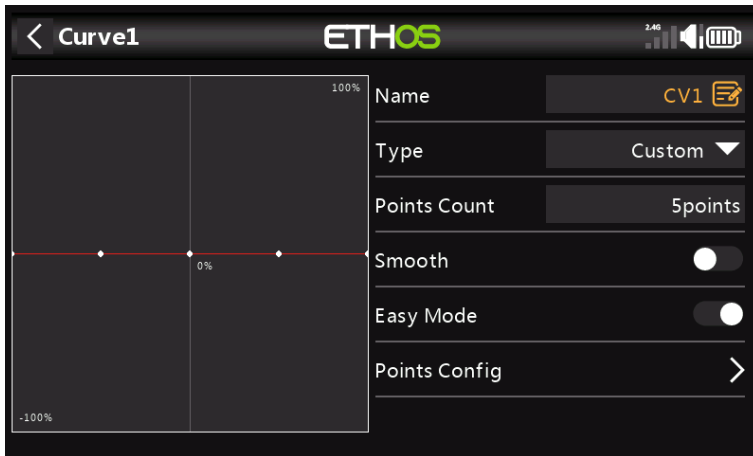 Curve1
ETHOS
2.4G
100%
0%
-100%
Name
CV1
Type
Custom
Points Count
5points
Smooth
Easy Mode
Points Config